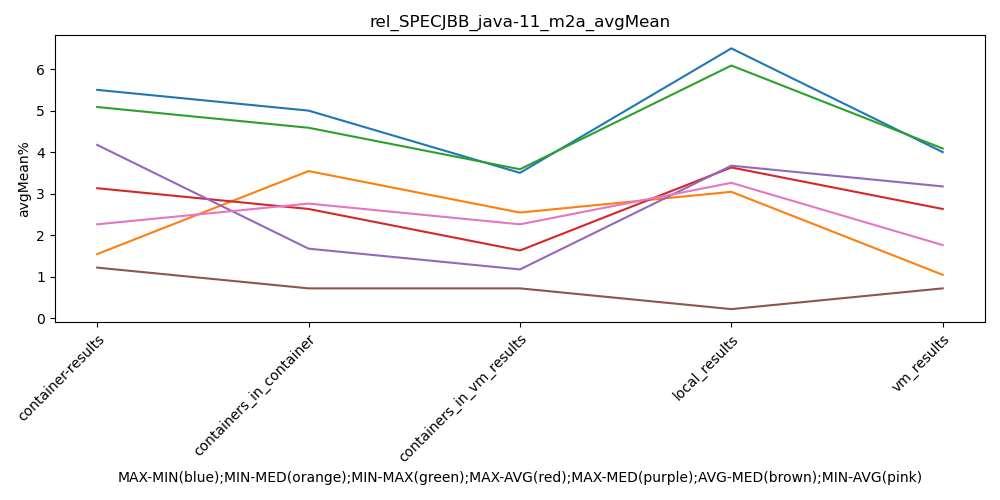 rel_SPECJBB_java-11_m2a_avgMean
avgMean%
6
5
4
3
2
1
0
container-results
containers_in_container
containers_in_vm_results
local_results
vm_results
MAX-MIN(blue);MIN-MED(orange);MIN-MAX(green);MAX-AVG(red);MAX-MED(purple);AVG-MED(brown);MIN-AVG(pink)